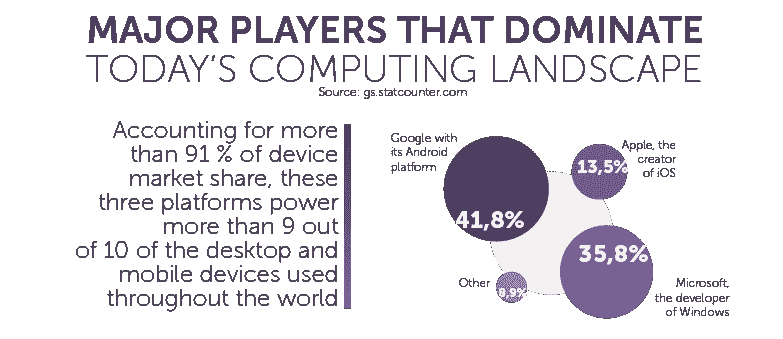 MAJOR PLAYERS THAT DOMINATE
TODAY'S COMPUTING LANDSCAPE
Source: gs.statcounter.com
Accounting for more
than 91 % of device
market share, these
three platforms power
more than 9 out
of 10 of the desktop and
mobile devices used
throughout the world
Google with
its Android
platform
41,8%
Apple, the
creator
of iOS
13,5%
35,8%
Microsoft,
the developer
of Windows
Other
8,9%